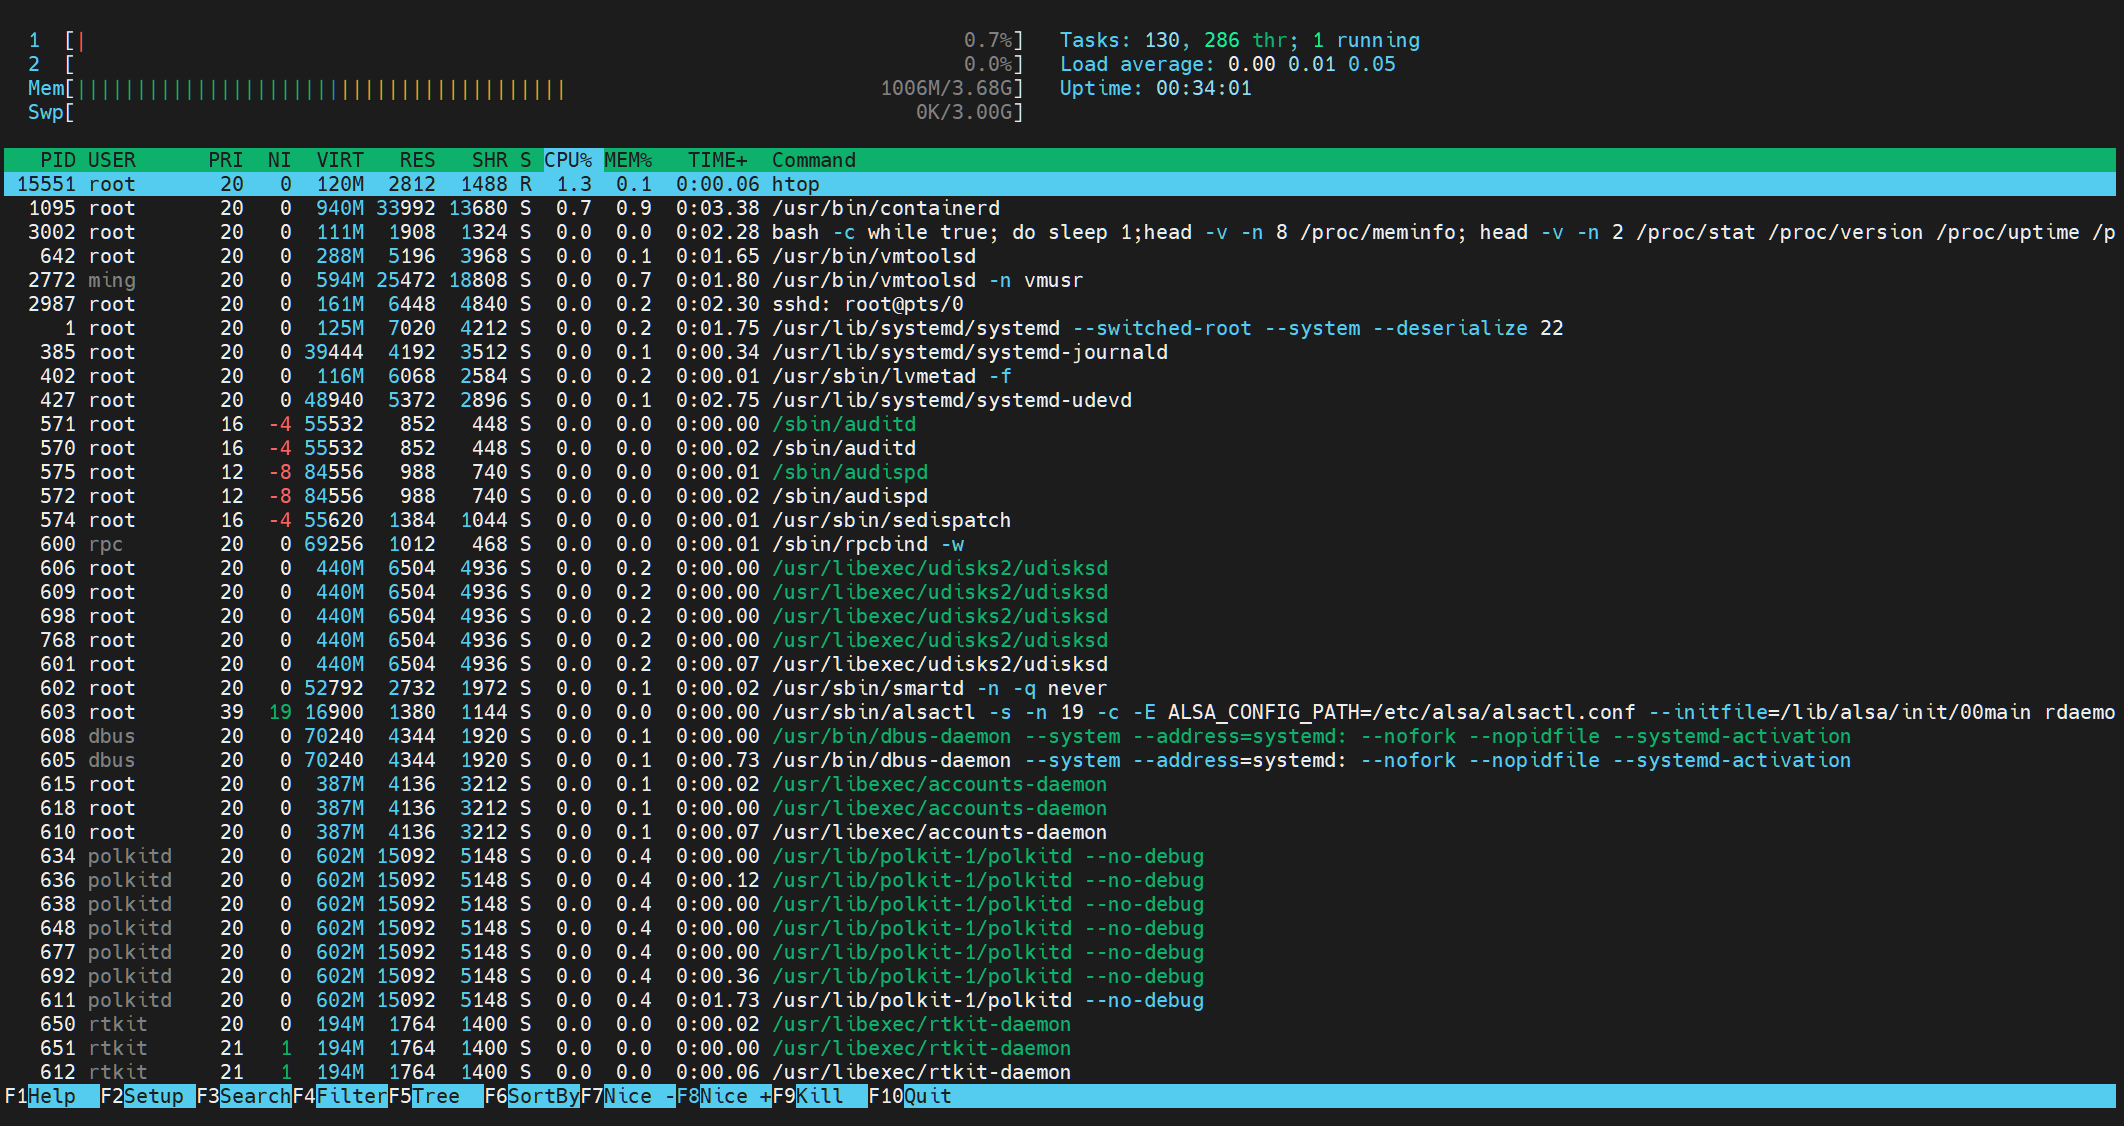 1 [| 0.7%] Tasks: 130, 286 thr; 1 running
2 [ 0.0%] Load average: 0.00 0.01 0.05
Mem[|||||||||||||||||||||||||||||||||||||||||1006M/3.68G] Uptime: 00:34:01
Swp[ 0K/3.00G]
PID USER PRI NI VIRT RES SHR S CPU% MEM% TIME+ Command
15551 root 20 0 120M 2812 1488 R 1.3 0.1 0:00.06 htop
1095 root 20 0 940M 33992 13680 S 0.7 0.9 0:03.38 /usr/bin/containerd
3002 root 20 0 111M 1908 1324 S 0.0 0.0 0:02.28 bash -c while true; do sleep 1;head -v -n 8 /proc/meminfo; head -v -n 2 /proc/stat /proc/version /proc/uptime /p
642 root 20 0 288M 5196 3968 S 0.0 0.1 0:01.65 /usr/bin/vmtoolsd
2772 ming 20 0 594M 25472 18808 S 0.0 0.7 0:01.80 /usr/bin/vmtoolsd -n vmusr
2987 root 20 0 161M 6448 4840 S 0.0 0.2 0:02.30 sshd: root@pts/0
1 root 20 0 125M 7020 4212 S 0.0 0.2 0:01.75 /usr/lib/systemd/systemd --switched-root --system --deserialize 22
385 root 20 0 39444 4192 3512 S 0.0 0.1 0:00.34 /usr/lib/systemd/systemd-journald
402 root 20 0 116M 6068 2584 S 0.0 0.2 0:00.01 /usr/sbin/lvmetad -f
427 root 20 0 48940 5372 2896 S 0.0 0.1 0:02.75 /usr/lib/systemd/systemd-udevd
571 root 16 -4 55532 852 448 S 0.0 0.0 0:00.00 /sbin/auditd
570 root 16 -4 55532 852 448 S 0.0 0.0 0:00.02 /sbin/auditd
575 root 12 -8 84556 988 740 S 0.0 0.0 0:00.01 /sbin/audispd
572 root 12 -8 84556 988 740 S 0.0 0.0 0:00.02 /sbin/audispd
574 root 16 -4 55620 1384 1044 S 0.0 0.0 0:00.01 /usr/sbin/sedispatch
600 rpc 20 0 69256 1012 468 S 0.0 0.0 0:00.01 /sbin/rpcbind -w
606 root 20 0 440M 6504 4936 S 0.0 0.2 0:00.00 /usr/libexec/udisks2/udisksd
609 root 20 0 440M 6504 4936 S 0.0 0.2 0:00.00 /usr/libexec/udisks2/udisksd
698 root 20 0 440M 6504 4936 S 0.0 0.2 0:00.00 /usr/libexec/udisks2/udisksd
768 root 20 0 440M 6504 4936 S 0.0 0.2 0:00.00 /usr/libexec/udisks2/udisksd
601 root 20 0 440M 6504 4936 S 0.0 0.2 0:00.07 /usr/libexec/udisks2/udisksd
602 root 20 0 52792 2732 1972 S 0.0 0.1 0:00.02 /usr/sbin/smartd -n -q never
603 root 39 19 16900 1380 1144 S 0.0 0.0 0:00.00 /usr/sbin/alsactl -s -n 19 -c -E ALSA_CONFIG_PATH=/etc/alsa/alsactl.conf --initfile=/lib/alsa/init/00main rdaemo
608 dbus 20 0 70240 4344 1920 S 0.0 0.1 0:00.00 /usr/bin/dbus-daemon --system --address=systemd: --nofork --nopidfile --systemd-activation
605 dbus 20 0 70240 4344 1920 S 0.0 0.1 0:00.73 /usr/bin/dbus-daemon --system --address=systemd: --nofork --nopidfile --systemd-activation
615 root 20 0 387M 4136 3212 S 0.0 0.1 0:00.02 /usr/libexec/accounts-daemon
618 root 20 0 387M 4136 3212 S 0.0 0.1 0:00.00 /usr/libexec/accounts-daemon
610 root 20 0 387M 4136 3212 S 0.0 0.1 0:00.07 /usr/libexec/accounts-daemon
634 polkitd 20 0 602M 15092 5148 S 0.0 0.4 0:00.00 /usr/lib/polkit-1/polkitd --no-debug
636 polkitd 20 0 602M 15092 5148 S 0.0 0.4 0:00.12 /usr/lib/polkit-1/polkitd --no-debug
638 polkitd 20 0 602M 15092 5148 S 0.0 0.4 0:00.00 /usr/lib/polkit-1/polkitd --no-debug
648 polkitd 20 0 602M 15092 5148 S 0.0 0.4 0:00.00 /usr/lib/polkit-1/polkitd --no-debug
677 polkitd 20 0 602M 15092 5148 S 0.0 0.4 0:00.00 /usr/lib/polkit-1/polkitd --no-debug
692 polkitd 20 0 602M 15092 5148 S 0.0 0.4 0:00.36 /usr/lib/polkit-1/polkitd --no-debug
611 polkitd 20 0 602M 15092 5148 S 0.0 0.4 0:01.73 /usr/lib/polkit-1/polkitd --no-debug
650 rtkit 20 0 194M 1764 1400 S 0.0 0.0 0:00.02 /usr/libexec/rtkit-daemon
651 rtkit 21 1 194M 1764 1400 S 0.0 0.0 0:00.00 /usr/libexec/rtkit-daemon
612 rtkit 21 1 194M 1764 1400 S 0.0 0.0 0:00.06 /usr/libexec/rtkit-daemon
F1Help F2Setup F3SearchF4FilterF5Tree F6SortByF7Nice -F8Nice +F9Kill F10Quit